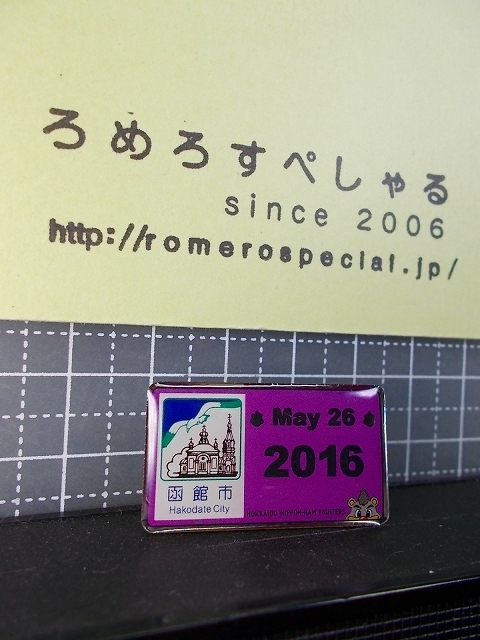 ろめろすぺしゃる
since 2006
http://romerospecial.jp/
May 26
2016
函館市
Hakodate City
HOKKAIDO NIPPON-HAM FIGHTERS